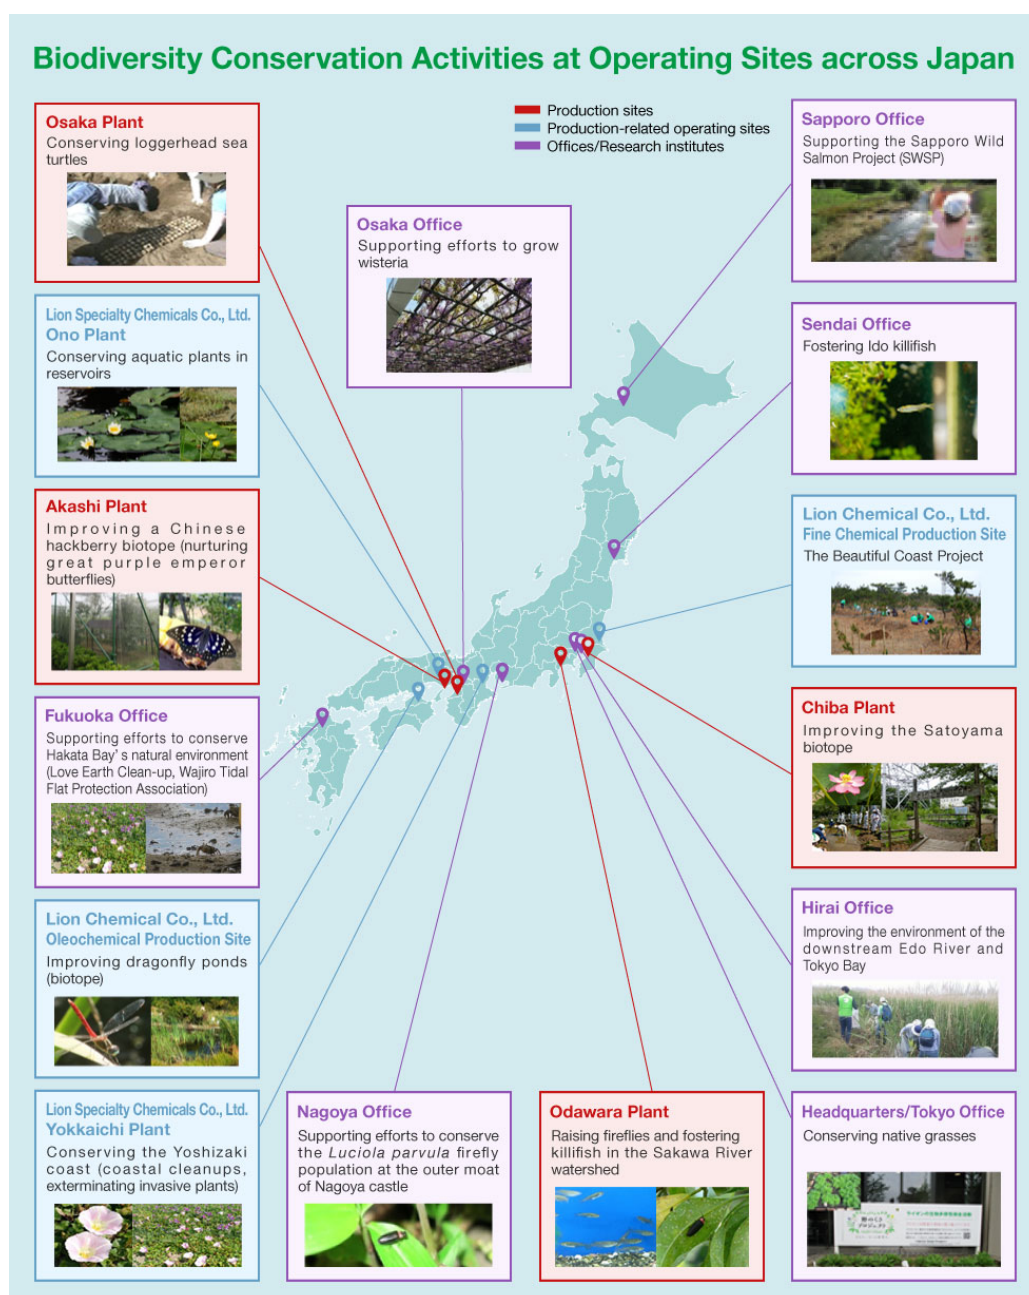 Biodiversity Conservation Activities at Operating Sites across Japan
Production sites
Production-related operating sites
Offices/Research institutes
Osaka Plant
Conserving loggerhead sea
turtles
Osaka Office
Supporting efforts to grow
wisteria
Sapporo Office
Supporting the Sapporo Wild
Salmon Project (SWSP)
Lion Specialty Chemicals Co., Ltd.
Ono Plant
Conserving aquatic plants in
reservoirs
Sendai Office
Fostering Ido killifish
Akashi Plant
Improving a Chinese
hackberry biotope (nurturing
great purple emperor
butterflies)
Lion Chemical Co., Ltd.
Fine Chemical Production Site
The Beautiful Coast Project
Fukuoka Office
Supporting efforts to conserve
Hakata Bay's natural environment
(Love Earth Clean-up, Wajiro Tidal
Flat Protection Association)
Chiba Plant
Improving the Satoyama
biotope
Lion Chemical Co., Ltd.
Oleochemical Production Site
Improving dragonfly ponds
(biotope)
Hirai Office
Improving the environment of the
downstream Edo River and
Tokyo Bay
Lion Specialty Chemicals Co., Ltd.
Yokkaichi Plant
Conserving the Yoshizaki
coast (coastal cleanups,
exterminating invasive plants)
Nagoya Office
Supporting efforts to conserve
the Luciola parvula firefly
population at the outer moat
of Nagoya castle
Odawara Plant
Raising fireflies and fostering
killifish in the Sakawa River
watershed
Headquarters/Tokyo Office
Conserving native grasses